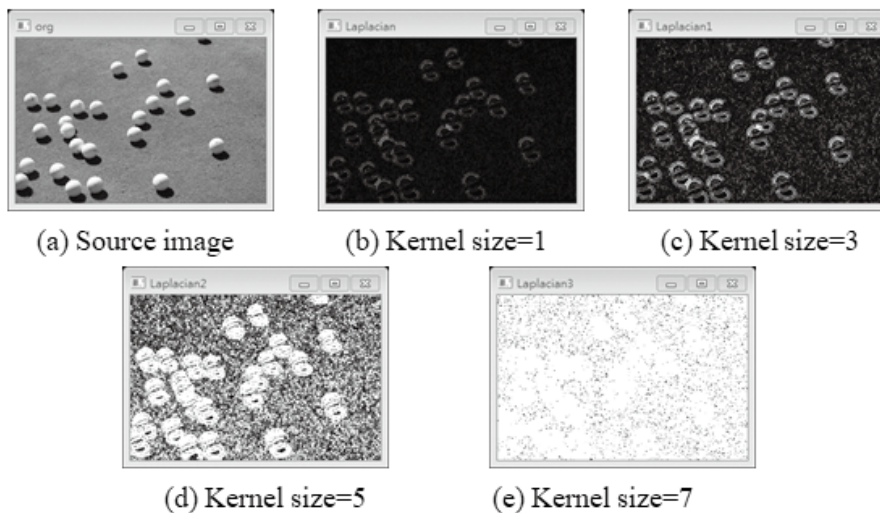 org
Laplacian
Laplacian1
(a) Source image
(b) Kernel size=1
(c) Kernel size=3
Laplacian2
Laplacian3
(d) Kernel size=5
(e) Kernel size=7